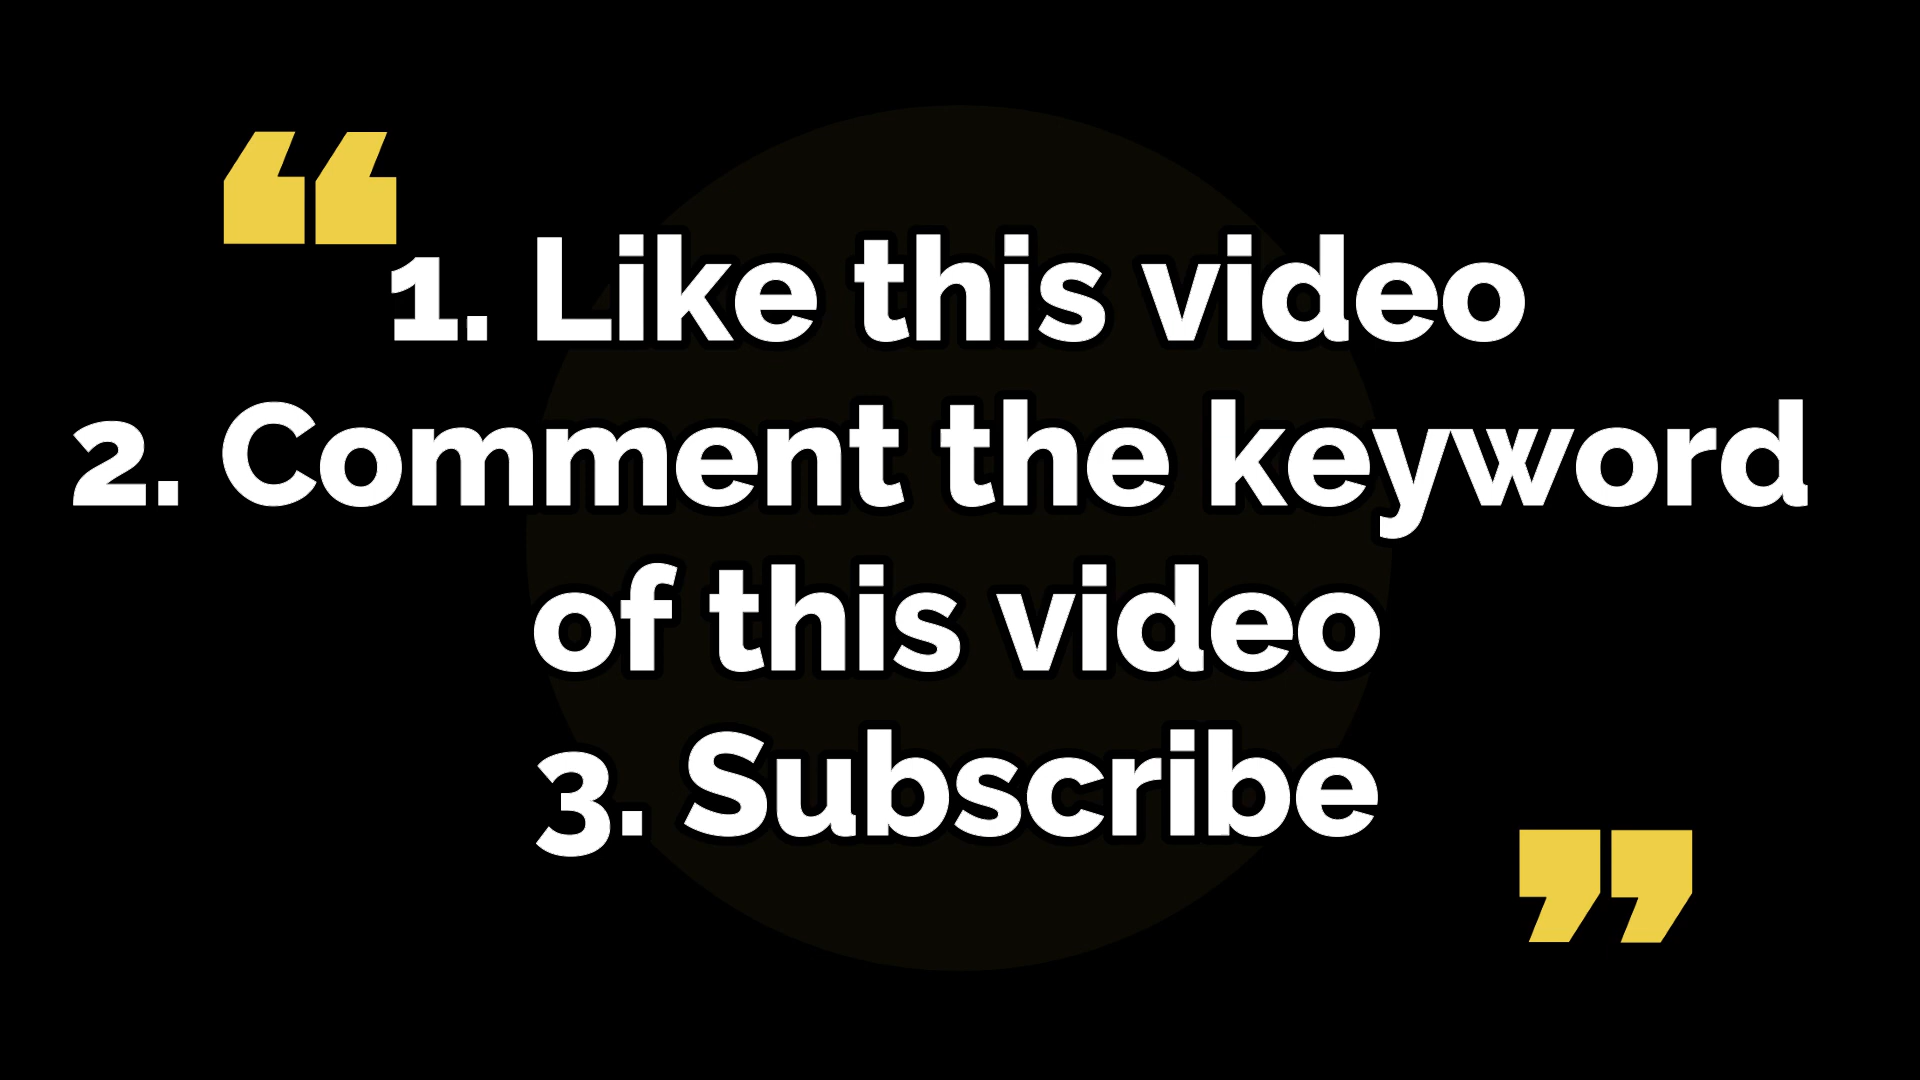 “
1. Like this video
2. Comment the keyword
of this video
3. Subscribe
”